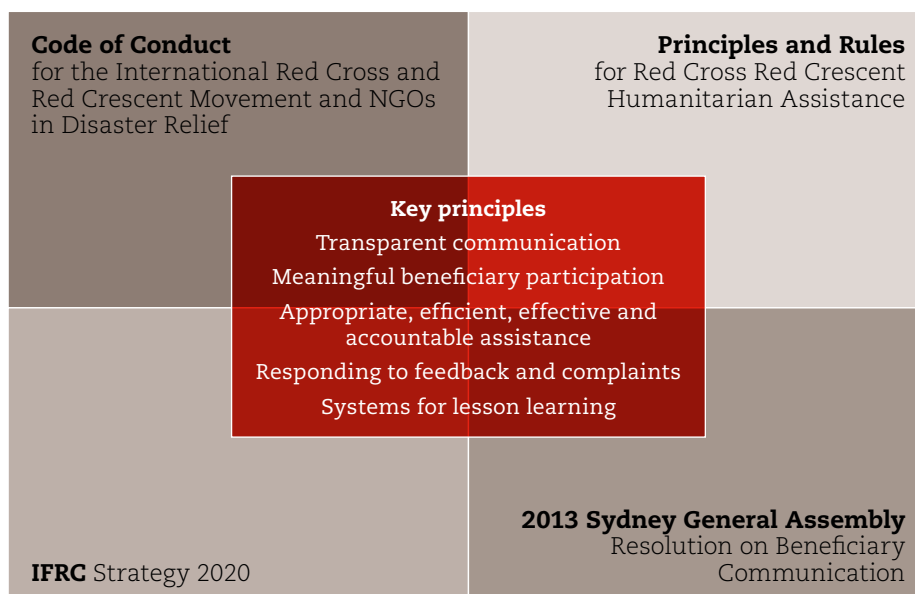 Code of Conduct
for the International Red Cross and
Red Crescent Movement and NGOs
in Disaster Relief
Principles and Rules
for Red Cross Red Crescent
Humanitarian Assistance
Key principles
Transparent communication
Meaningful beneficiary participation
Appropriate, efficient, effective and
accountable assistance
Responding to feedback and complaints
Systems for lesson learning
IFRC Strategy 2020
2013 Sydney General Assembly
Resolution on Beneficiary
Communication